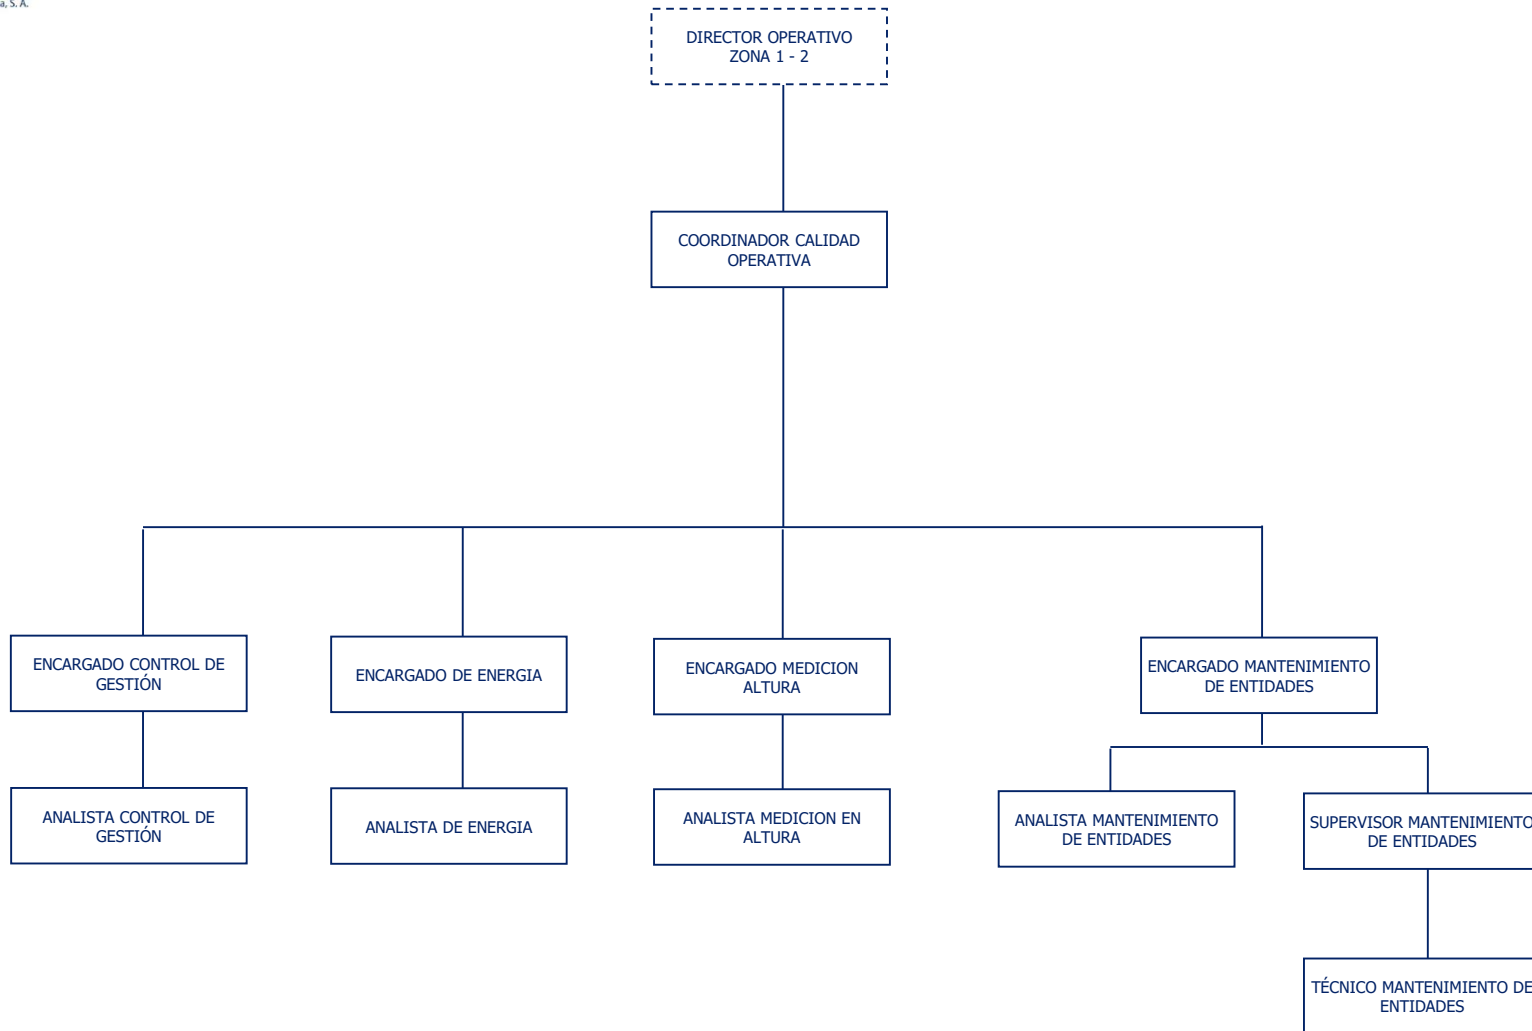 a, S. A.
DIRECTOR OPERATIVO
ZONA 1 - 2
COORDINADOR CALIDAD
OPERATIVA
ENCARGADO CONTROL DE
GESTIÓN
ENCARGADO DE ENERGIA
ENCARGADO MEDICION
ALTURA
ENCARGADO MANTENIMIENTO
DE ENTIDADES
ANALISTA CONTROL DE
GESTIÓN
ANALISTA DE ENERGIA
ANALISTA MEDICION EN
ALTURA
ANALISTA MANTENIMIENTO
DE ENTIDADES
SUPERVISOR MANTENIMIENTO
DE ENTIDADES
TÉCNICO MANTENIMIENTO DE
ENTIDADES